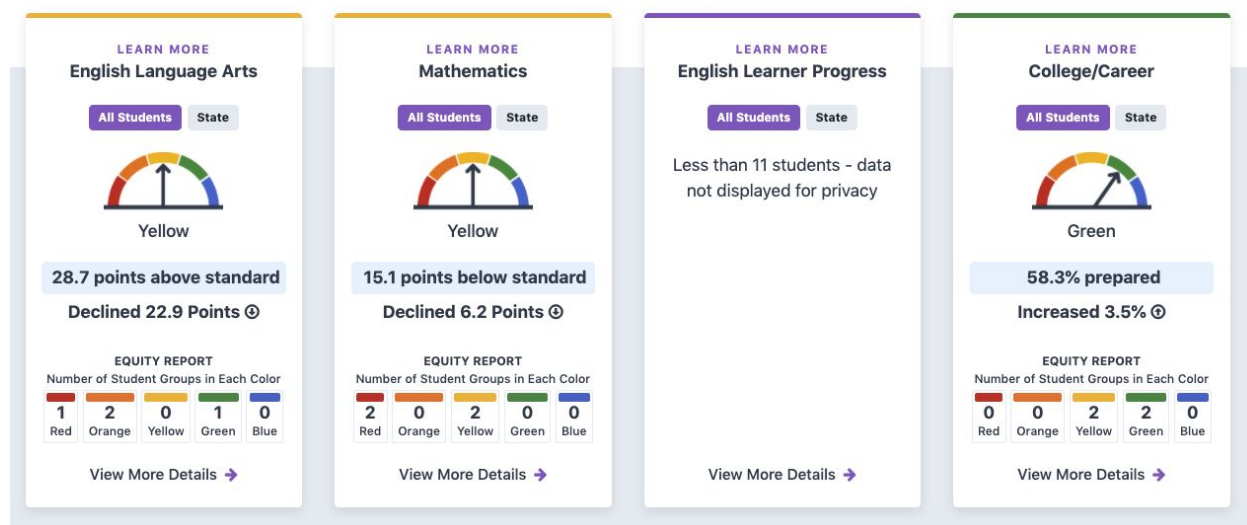 LEARN MORE
English Language Arts
All Students State
Yellow
28.7 points above standard
Declined 22.9 Points
EQUITY REPORT
Number of Student Groups in Each Color
1 2 0 1 0
Red Orange Yellow Green Blue
View More Details
LEARN MORE
Mathematics
All Students State
Yellow
15.1 points below standard
Declined 6.2 Points
EQUITY REPORT
Number of Student Groups in Each Color
2 0 2 0 0
Red Orange Yellow Green Blue
View More Details
LEARN MORE
English Learner Progress
All Students State
Less than 11 students - data
not displayed for privacy
View More Details
LEARN MORE
College/Career
All Students State
Green
58.3% prepared
Increased 3.5%
EQUITY REPORT
Number of Student Groups in Each Color
0 0 2 2 0
Red Orange Yellow Green Blue
View More Details